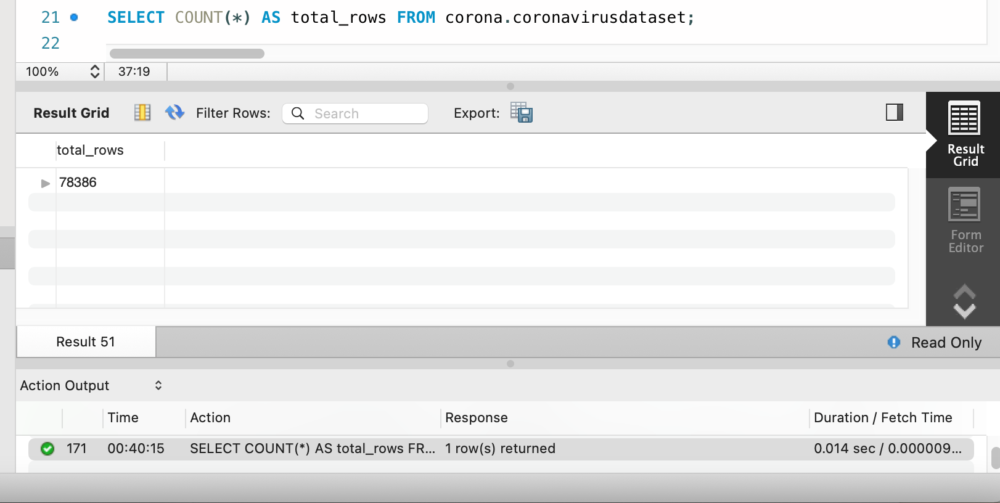 21 SELECT COUNT(*) AS total_rows FROM corona.coronavirusdataset;
22
100% 37:19
Result Grid Filter Rows: Search Export:
Result
Grid
total_rows
78386
Form
Editor
Result 51 Read Only
Action Output
Time Action Response Duration / Fetch Time
171 00:40:15 SELECT COUNT(*) AS total_rows FR... 1 row(s) returned 0.014 sec / 0.000009...